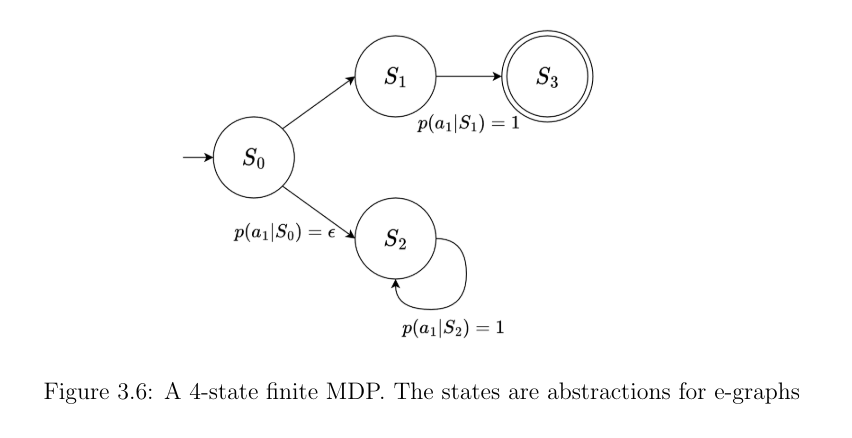 S₁
S₃
p(a₁|S₁) = 1
S₀
p(a₁|S₀) = ϵ
S₂
p(a₁|S₂) = 1
Figure 3.6: A 4-state finite MDP. The states are abstractions for e-graphs